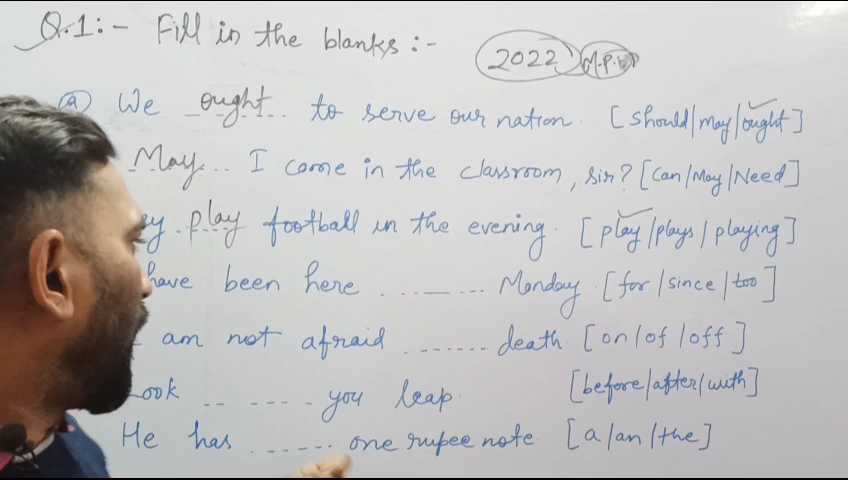 Q.1:- Fill in the blanks :- 2022 M.P.
(a) We ought to serve our nation. [should/may/ought]
May I come in the classroom, sir? [Can/May/Need]
ey play football in the evening. [play/plays/playing]
have been here ........... Monday. [for/since/too]
am not afraid ........ death. [on/of/off]
ook ........ you leap. [before/after/with]
He has ........ one rupee note [a/an/the]